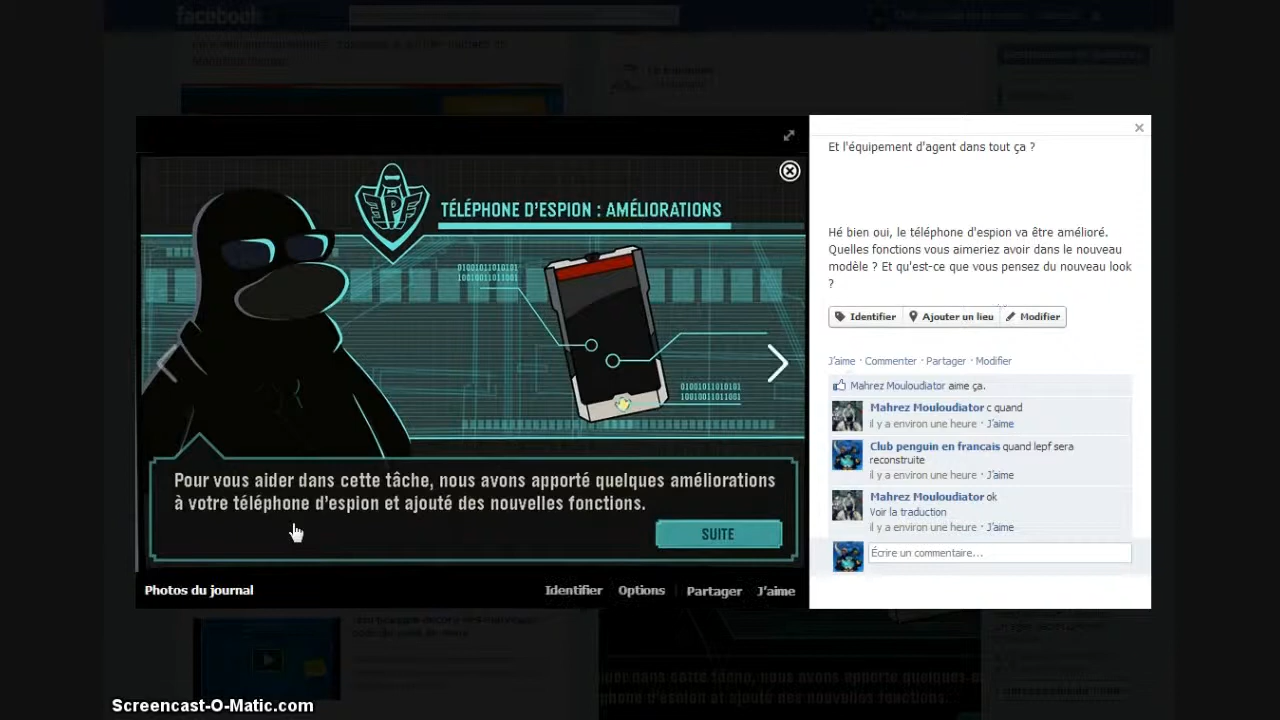 facebook
Et l'équipement d'agent dans tout ça ?
TÉLÉPHONE D'ESPION : AMÉLIORATIONS
01001011010101
10010011011001
01001011010101
10010011011001
Pour vous aider dans cette tâche, nous avons apporté quelques améliorations
à votre téléphone d'espion et ajouté des nouvelles fonctions.
SUITE
Photos du journal
Identifier Options Partager J'aime
Hé bien oui, le téléphone d'espion va être amélioré.
Quelles fonctions vous aimeriez avoir dans le nouveau
modèle ? Et qu'est-ce que vous pensez du nouveau look
?
Identifier Ajouter un lieu Modifier
J'aime · Commenter · Partager · Modifier
Mahrez Mouloudiator aime ça.
Mahrez Mouloudiator c quand
il y a environ une heure · J'aime
Club penguin en francais quand lepf sera
reconstruite
il y a environ une heure · J'aime
Mahrez Mouloudiator ok
Voir la traduction
il y a environ une heure · J'aime
Écrire un commentaire...
Screencast-O-Matic.com